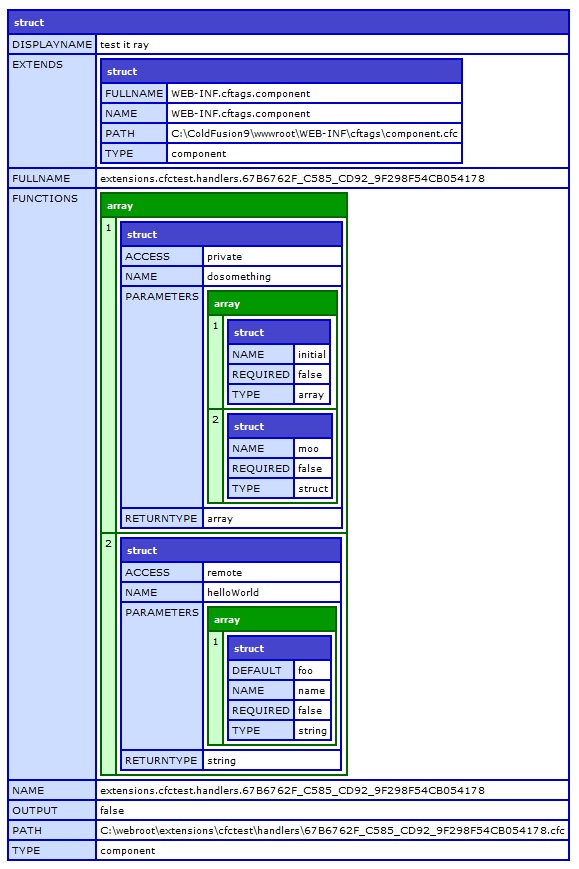 struct
DISPLAYNAME test it ray
EXTENDS
struct
FULLNAME WEB-INF.cftags.component
NAME WEB-INF.cftags.component
PATH C:\ColdFusion9\wwwroot\WEB-INF\cftags\component.cfc
TYPE component
FULLNAME extensions.cfctest.handlers.67B6762F_C585_CD92_9F298F54CB054178
FUNCTIONS
array
1
struct
ACCESS private
NAME dosomething
PARAMETERS
array
1
struct
NAME initial
REQUIRED false
TYPE array
2
struct
NAME moo
REQUIRED false
TYPE struct
RETURNTYPE array
2
struct
ACCESS remote
NAME helloWorld
PARAMETERS
array
1
struct
DEFAULT foo
NAME name
REQUIRED false
TYPE string
RETURNTYPE string
NAME extensions.cfctest.handlers.67B6762F_C585_CD92_9F298F54CB054178
OUTPUT false
PATH C:\webroot\extensions\cfctest\handlers\67B6762F_C585_CD92_9F298F54CB054178.cfc
TYPE component